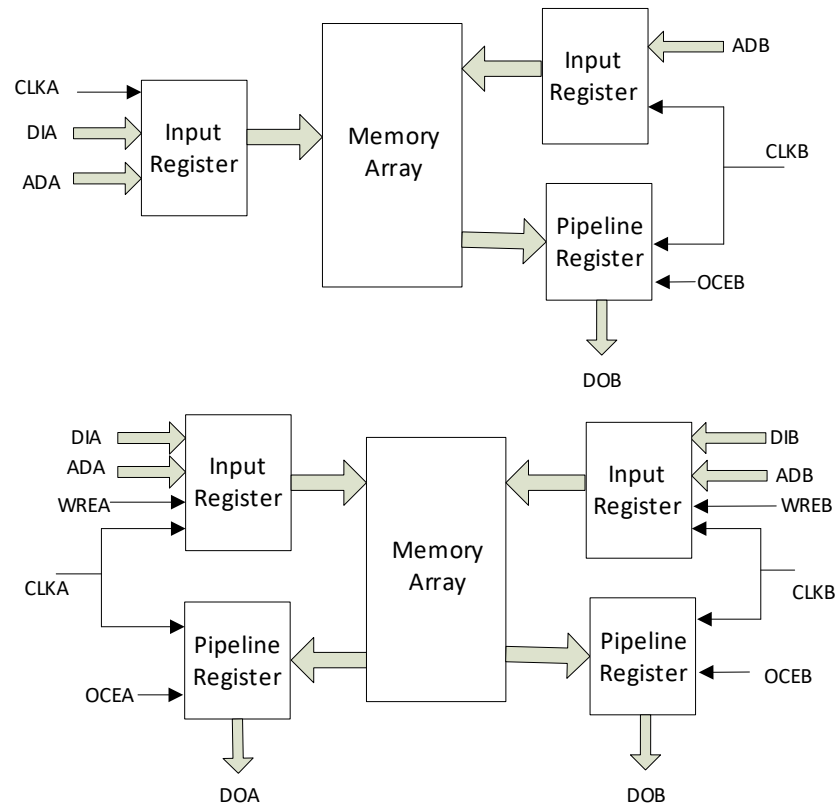 CLKA
DIA
ADA
Input
Register
Memory
Array
Input
Register
ADB
CLKB
Pipeline
Register
OCEB
DOB
DIA
ADA
WREA
CLKA
OCEA
Input
Register
Pipeline
Register
DOA
Memory
Array
Input
Register
DIB
ADB
WREB
CLKB
Pipeline
Register
OCEB
DOB